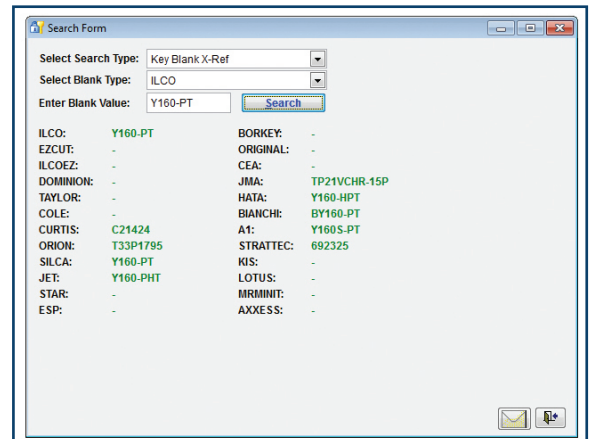 Search Form
Select Search Type: Key Blank X-Ref
Select Blank Type: ILCO
Enter Blank Value: Y160-PT Search
ILCO: Y160-PT BORKEY: -
EZCUT: - ORIGINAL: -
ILCOEZ: - CEA: -
DOMINION: - JMA: TP21VCHR-15P
TAYLOR: - HATA: Y160-HPT
COLE: - BIANCHI: BY160-PT
CURTIS: C21424 A1: Y160S-PT
ORION: T33P1795 STRATTEC: 692325
SILCA: Y160-PT KIS: -
JET: Y160-PHT LOTUS: -
STAR: - MRMINIT: -
ESP: - AXXESS: -